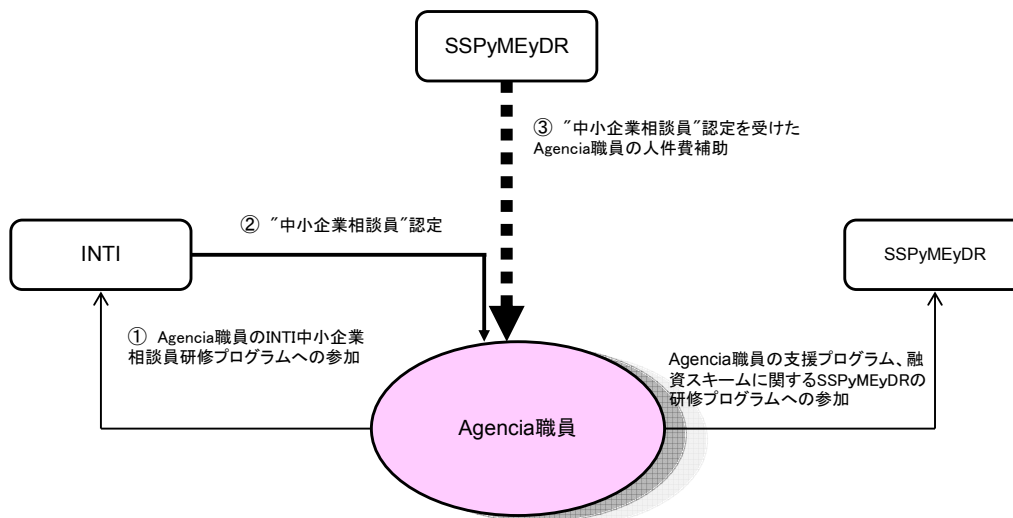 SSPyMEyDR
③ ”中小企業相談員”認定を受けた
Agencia職員の人件費補助
② ”中小企業相談員”認定
INTI
SSPyMEyDR
① Agencia職員のINTI中小企業
相談員研修プログラムへの参加
Agencia職員の支援プログラム、融
資スキームに関するSSPyMEyDRの
研修プログラムへの参加
Agencia職員